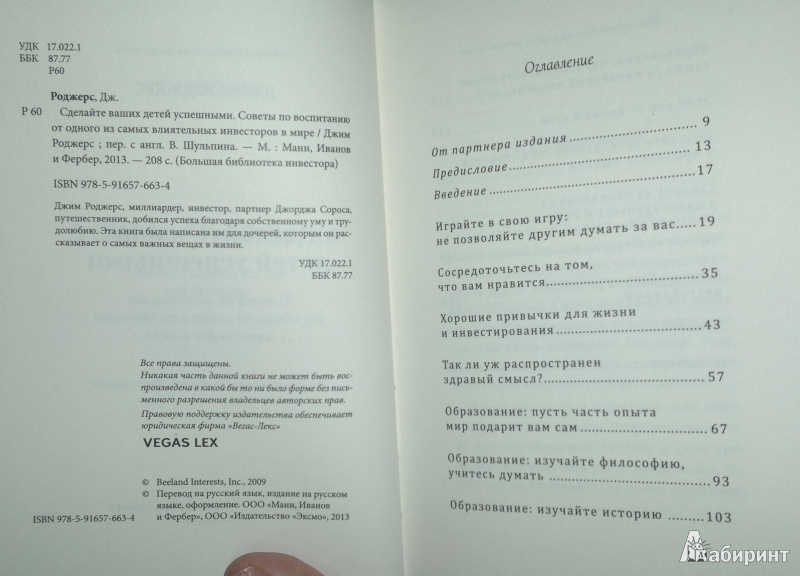 УДК 17.022.1
ББК 87.77
Р60
Роджерс, Дж.
Р 60 Сделайте ваших детей успешными. Советы по воспитанию
от одного из самых влиятельных инвесторов в мире / Джим
Роджерс ; пер. с англ. В. Шульпина. — М. : Манн, Иванов
и Фербер, 2013. — 208 с. (Большая библиотека инвестора)
ISBN 978-5-91657-663-4
Джим Роджерс, миллиардер, инвестор, партнер Джорджа Сороса,
путешественник, добился успеха благодаря собственному уму и тру-
долюбию. Эта книга была написана им для дочерей, которым он рас-
сказывает о самых важных вещах в жизни.
УДК 17.022.1
ББК 87.77
Все права защищены.
Никакая часть данной книги не может быть вос-
произведена в какой бы то ни было форме без пись-
менного разрешения владельцев авторских прав.
Правовую поддержку издательства обеспечивает
юридическая фирма «Вегас-Лекс»
VEGAS LEX
© Beeland Interests, Inc., 2009
© Перевод на русский язык, издание на русском
языке, оформление. ООО «Манн, Иванов
ISBN 978-5-91657-663-4 и Фербер», ООО «Издательство «Эксмо», 2013
Оглавление
От партнера издания 9
Предисловие 13
Введение 17
Играйте в свою игру:
не позволяйте другим думать за вас 19
Сосредоточьтесь на том,
что вам нравится 35
Хорошие привычки для жизни
и инвестирования 43
Так ли уж распространен
здравый смысл? 57
Образование: пусть часть опыта
мир подарит вам сам 67
Образование: изучайте философию,
учитесь думать 93
Образование: изучайте историю 103
Лабиринт